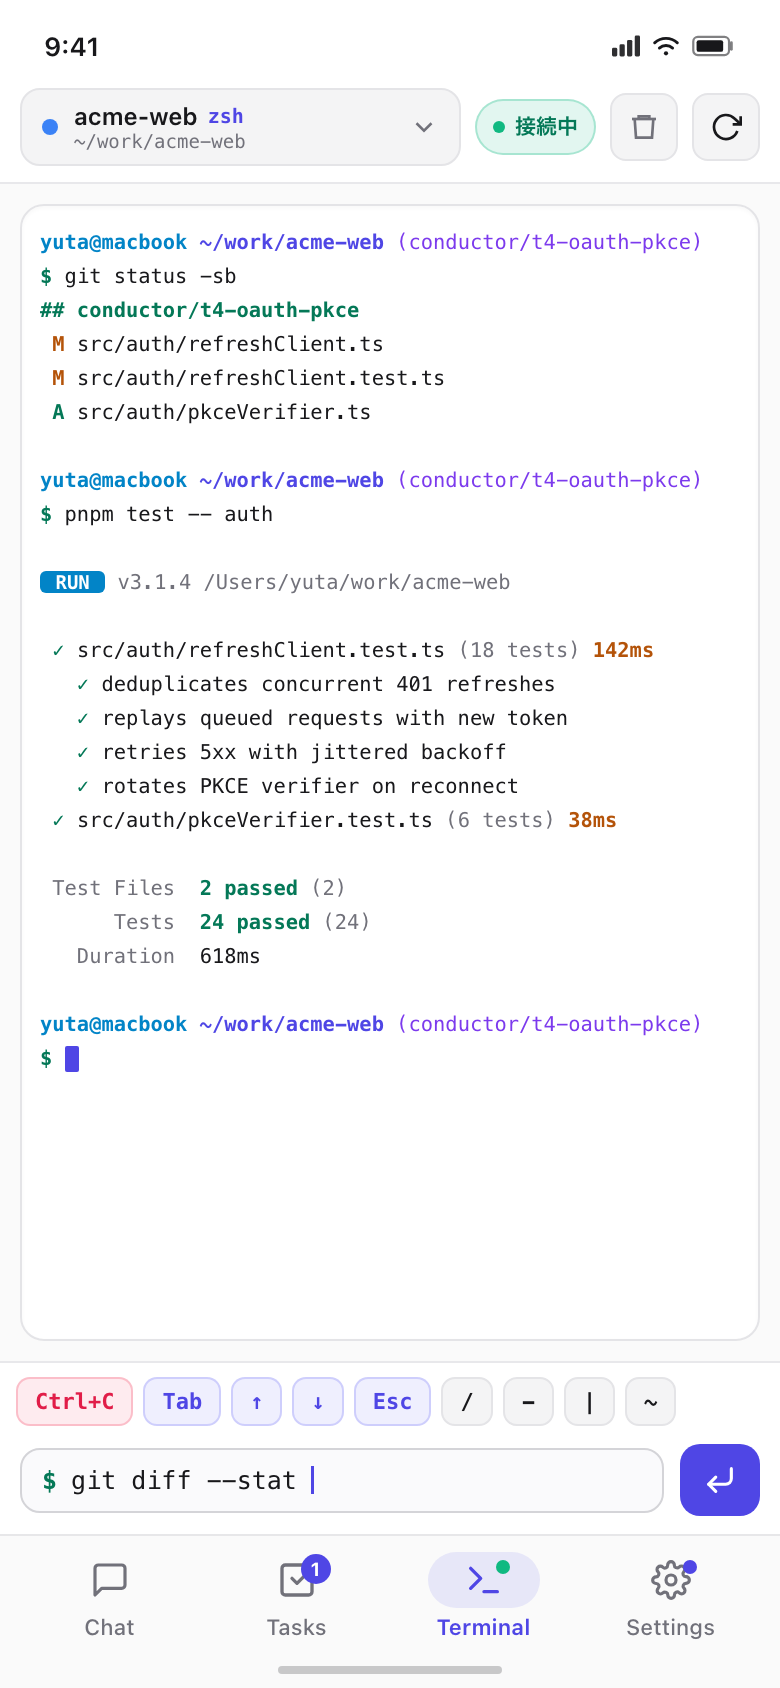 9:41
acme-web zsh
~/work/acme-web
接続中
yuta@macbook ~/work/acme-web (conductor/t4-oauth-pkce)
$ git status -sb
## conductor/t4-oauth-pkce
M src/auth/refreshClient.ts
M src/auth/refreshClient.test.ts
A src/auth/pkceVerifier.ts
yuta@macbook ~/work/acme-web (conductor/t4-oauth-pkce)
$ pnpm test -- auth
RUN v3.1.4 /Users/yuta/work/acme-web
✓ src/auth/refreshClient.test.ts (18 tests) 142ms
✓ deduplicates concurrent 401 refreshes
✓ replays queued requests with new token
✓ retries 5xx with jittered backoff
✓ rotates PKCE verifier on reconnect
✓ src/auth/pkceVerifier.test.ts (6 tests) 38ms
Test Files 2 passed (2)
Tests 24 passed (24)
Duration 618ms
yuta@macbook ~/work/acme-web (conductor/t4-oauth-pkce)
$
Ctrl+C Tab ↑ ↓ Esc / - | ~
$ git diff --stat
1
Chat Tasks Terminal Settings